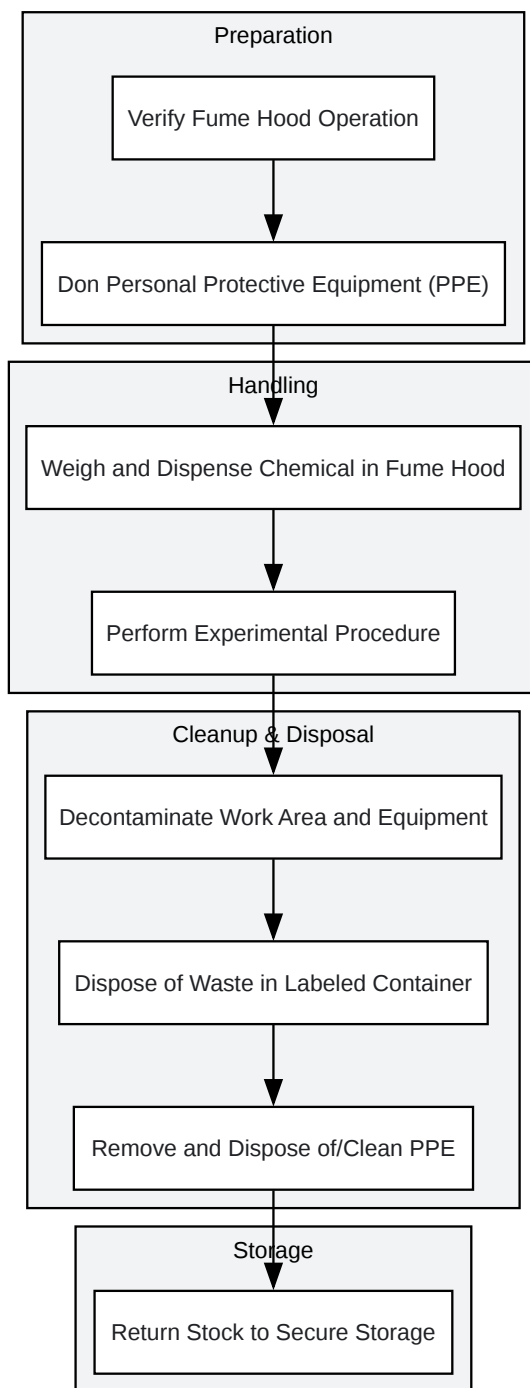 Preparation
Verify Fume Hood Operation
Don Personal Protective Equipment (PPE)
Handling
Weigh and Dispense Chemical in Fume Hood
Perform Experimental Procedure
Cleanup & Disposal
Decontaminate Work Area and Equipment
Dispose of Waste in Labeled Container
Remove and Dispose of/Clean PPE
Storage
Return Stock to Secure Storage